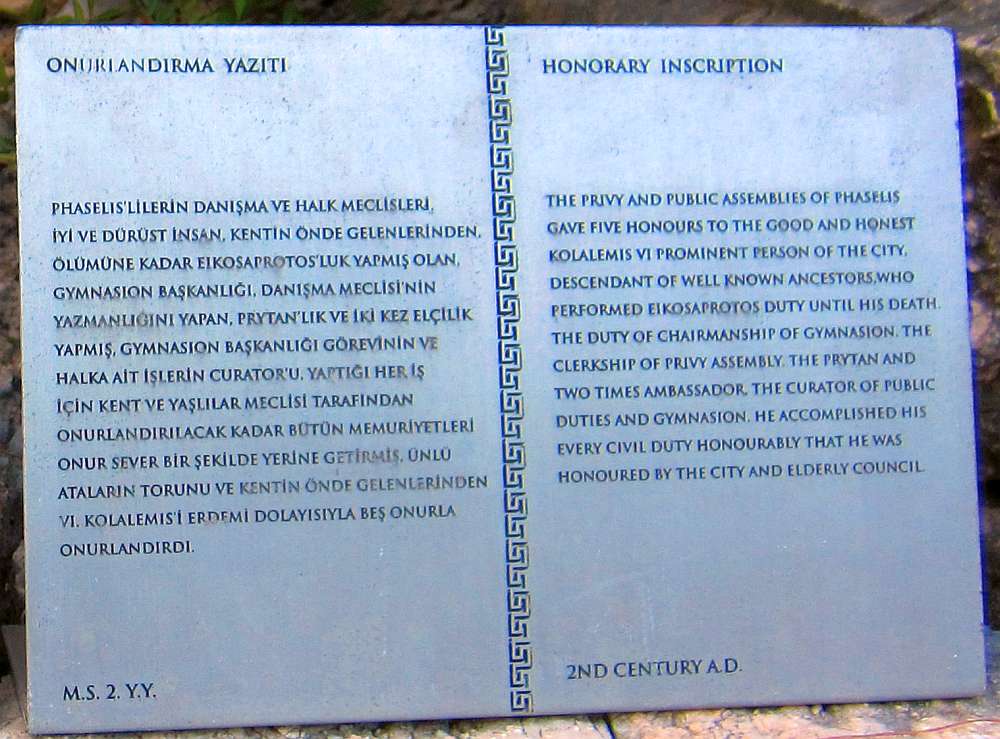 ONURLANDIRMA YAZITI
PHASELIS'LİLERİN DANIŞMA VE HALK MECLİSLERİ,
İYİ VE DÜRÜST İNSAN, KENTİN ÖNDE GELENLERİNDEN,
ÖLÜMÜNE KADAR EIKOSAPROTOS'LUK YAPMIŞ OLAN,
GYMNASION BAŞKANLIĞI, DANIŞMA MECLİSİ'NİN
YAZMANLIĞINI YAPAN, PRYTAN'LIK VE İKİ KEZ ELÇİLİK
YAPMIŞ, GYMNASION BAŞKANLIĞI GÖREVİNİN VE
HALKA AİT İŞLERİN CURATOR'U, YAPTIĞI HER İŞ
İÇİN KENT VE YAŞLILAR MECLİSİ TARAFINDAN
ONURLANDIRILACAK KADAR BÜTÜN MEMURİYETLERİ
ONUR SEVER BİR ŞEKİLDE YERİNE GETİRMİŞ, ÜNLÜ
ATALARIN TORUNU VE KENTİN ÖNDE GELENLERİNDEN
VI. KOLALEMIS'İ ERDEMİ DOLAYISIYLA BEŞ ONURLA
ONURLANDIRDI.
M.S. 2. Y.Y.
HONORARY INSCRIPTION
THE PRIVY AND PUBLIC ASSEMBLIES OF PHASELIS
GAVE FIVE HONOURS TO THE GOOD AND HONEST
KOLALEMIS VI PROMINENT PERSON OF THE CITY,
DESCENDANT OF WELL KNOWN ANCESTORS,WHO
PERFORMED EIKOSAPROTOS DUTY UNTIL HIS DEATH
THE DUTY OF CHAIRMANSHIP OF GYMNASION. THE
CLERKSHIP OF PRIVY ASSEMBLY. THE PRYTAN AND
TWO TIMES AMBASSADOR, THE CURATOR OF PUBLIC
DUTIES AND GYMNASION. HE ACCOMPLISHED HIS
EVERY CIVIL DUTY HONOURABLY THAT HE WAS
HONOURED BY THE CITY AND ELDERLY COUNCIL.
2ND CENTURY A.D.